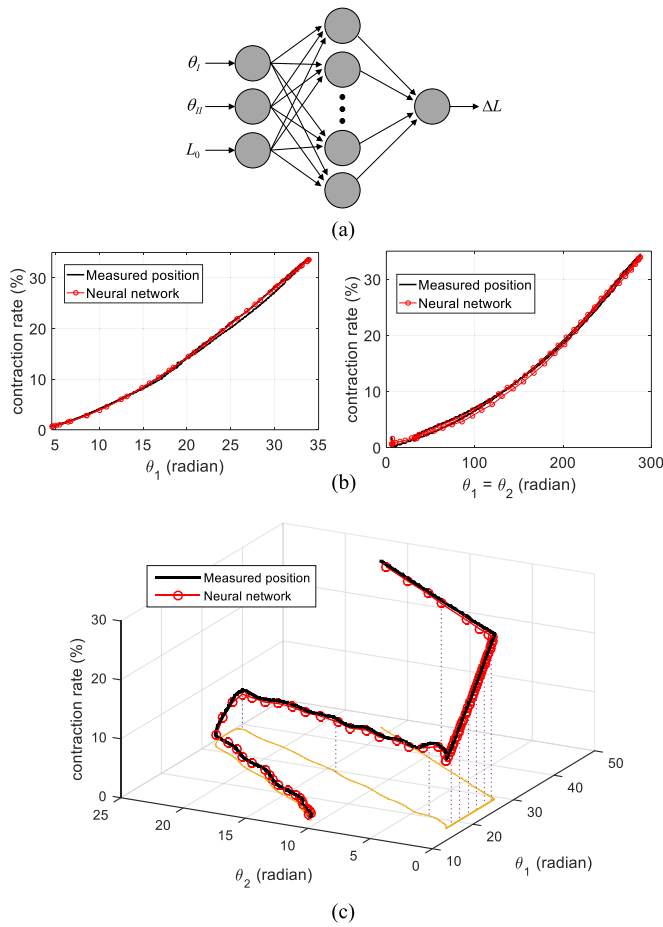 θI
θII
L0
ΔL
(a)
contraction rate (%)
30
20
10
0
Measured position
Neural network
5 10 15 20 25 30 35
θ1 (radian)
contraction rate (%)
30
20
10
0
Measured position
Neural network
0 100 200 300
θ1 = θ2 (radian)
(b)
Measured position
Neural network
contraction rate (%)
30
20
10
0
25 20 15 10 5 0
θ2 (radian)
10 20 30 40 50
θ1 (radian)
(c)